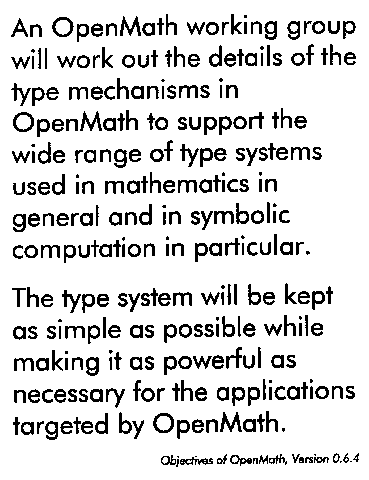 An OpenMath working group
will work out the details of the
type mechanisms in
OpenMath to support the
wide range of type systems
used in mathematics in
general and in symbolic
computation in particular.
The type system will be kept
as simple as possible while
making it as powerful as
necessary for the applications
targeted by OpenMath.
Objectives of OpenMath, Version 0.6.4